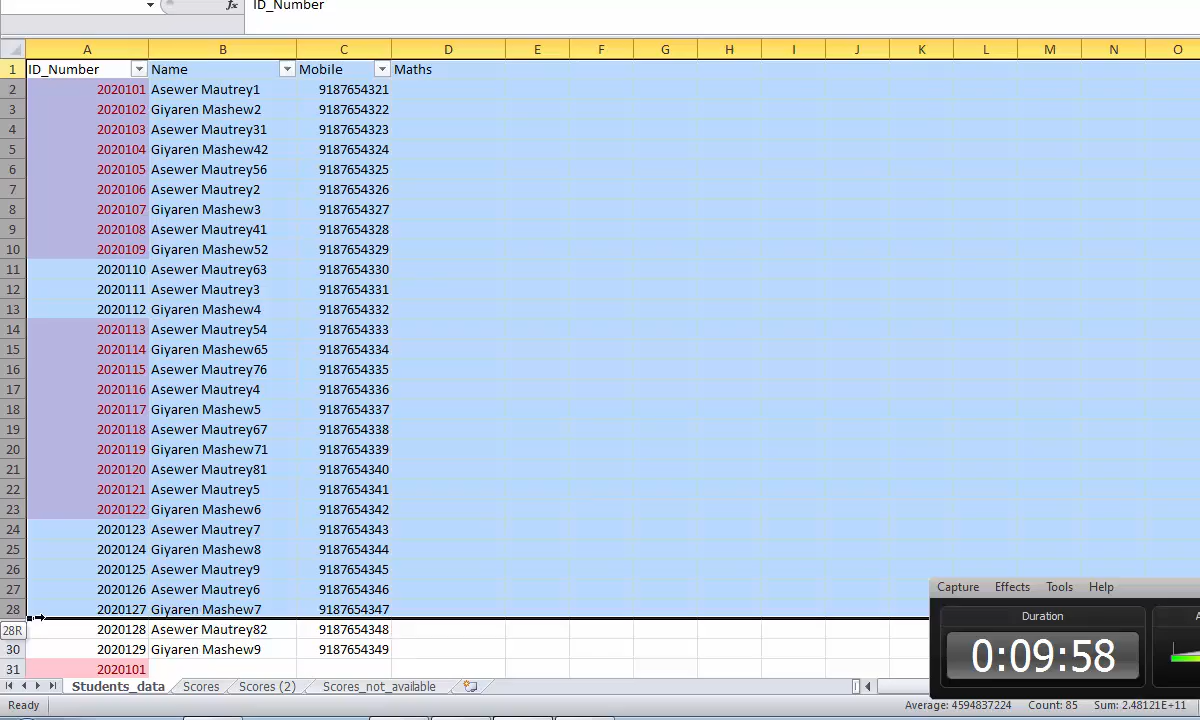 fx ID_Number
A B C D E F G H I J K L M N O
1 ID_Number Name Mobile Maths
2 2020101 Asewer Mautrey1 9187654321
3 2020102 Giyaren Mashew2 9187654322
4 2020103 Asewer Mautrey31 9187654323
5 2020104 Giyaren Mashew42 9187654324
6 2020105 Asewer Mautrey56 9187654325
7 2020106 Asewer Mautrey2 9187654326
8 2020107 Giyaren Mashew3 9187654327
9 2020108 Asewer Mautrey41 9187654328
10 2020109 Giyaren Mashew52 9187654329
11 2020110 Asewer Mautrey63 9187654330
12 2020111 Asewer Mautrey3 9187654331
13 2020112 Giyaren Mashew4 9187654332
14 2020113 Asewer Mautrey54 9187654333
15 2020114 Giyaren Mashew65 9187654334
16 2020115 Asewer Mautrey76 9187654335
17 2020116 Asewer Mautrey4 9187654336
18 2020117 Giyaren Mashew5 9187654337
19 2020118 Asewer Mautrey67 9187654338
20 2020119 Giyaren Mashew71 9187654339
21 2020120 Asewer Mautrey81 9187654340
22 2020121 Asewer Mautrey5 9187654341
23 2020122 Giyaren Mashew6 9187654342
24 2020123 Asewer Mautrey7 9187654343
25 2020124 Giyaren Mashew8 9187654344
26 2020125 Asewer Mautrey9 9187654345
27 2020126 Asewer Mautrey6 9187654346
28 2020127 Giyaren Mashew7 9187654347
28R 2020128 Asewer Mautrey82 9187654348
30 2020129 Giyaren Mashew9 9187654349
31 2020101
Capture Effects Tools Help
Duration
0:09:58
Students_data Scores Scores (2) Scores_not_available
Ready Average: 4594837224 Count: 85 Sum: 2.48121E+11